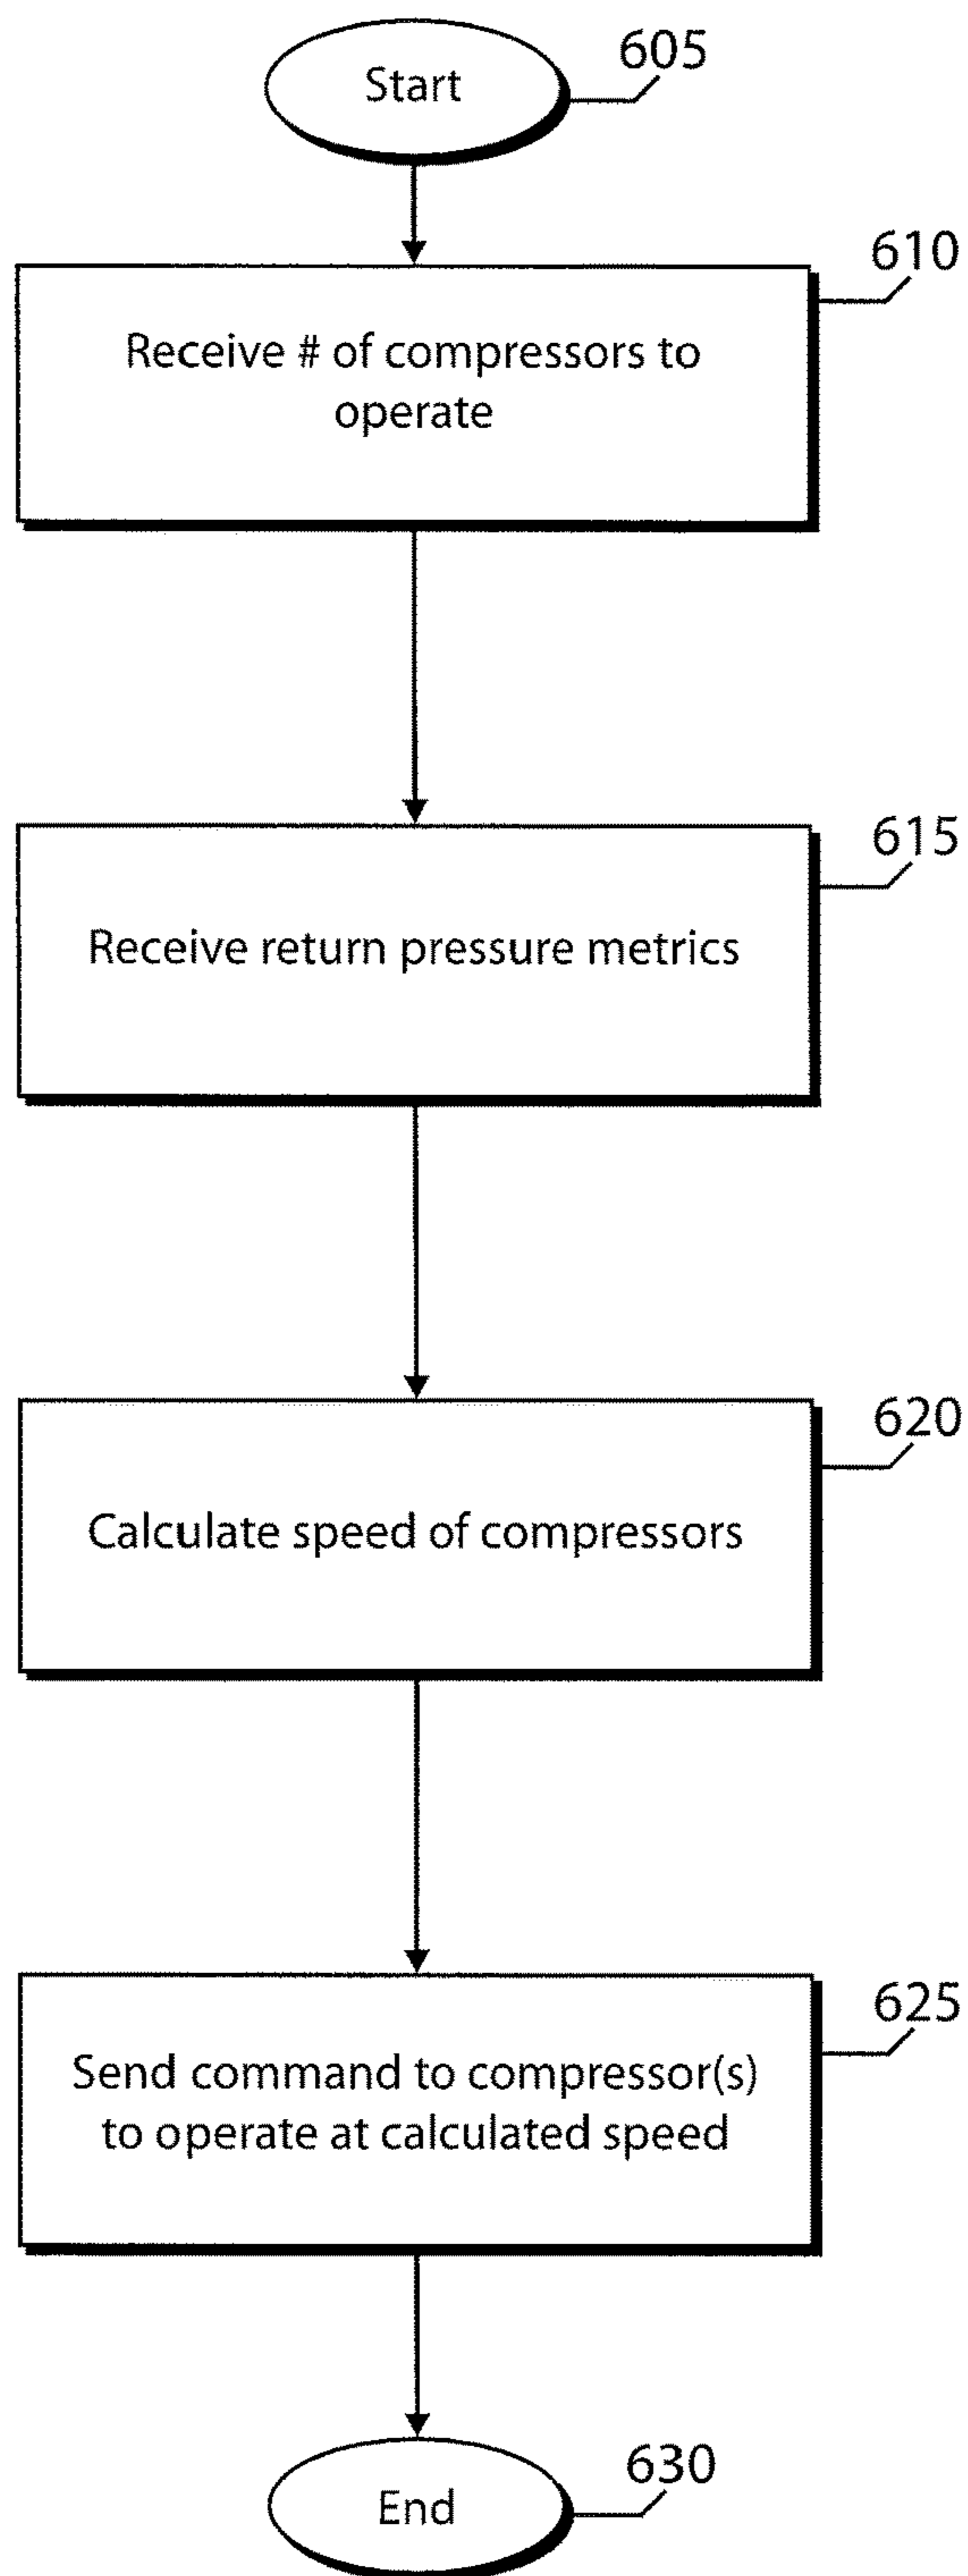 Start
605
610
Receive # of compressors to
operate
615
Receive return pressure metrics
620
Calculate speed of compressors
625
Send command to compressor(s)
to operate at calculated speed
End
630